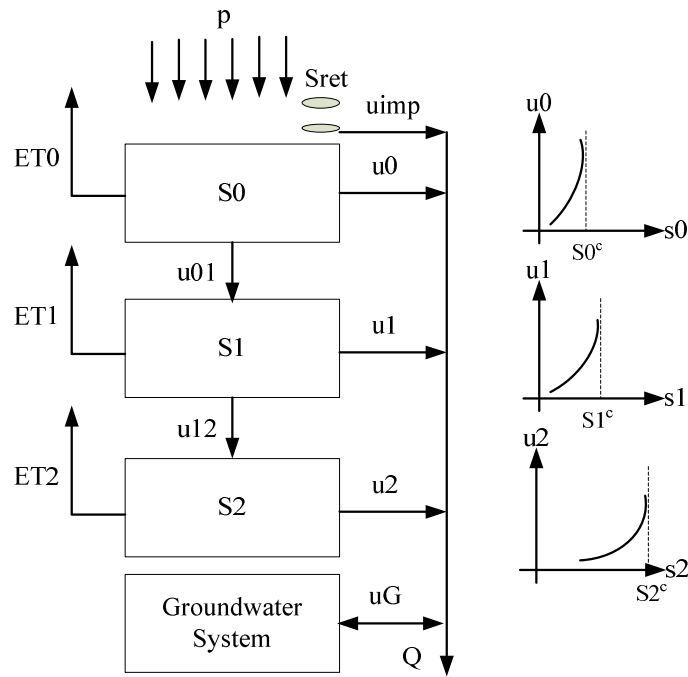 p
Sret
uimp
ET0
S0
u0
u01
ET1
S1
u1
u12
ET2
S2
u2
Groundwater
System
uG
Q
u0
s0
S0ᶜ
u1
s1
S1ᶜ
u2
s2
S2ᶜ